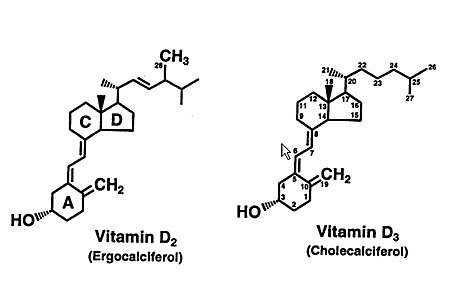 CH₃
28
C
D
CH₂
A
HO
Vitamin D₂
(Ergocalciferol)
21
22
24
26
20
23
25
18
27
12
17
11
13
16
9
14
15
8
6
7
5
CH₂
4
10
19
3
1
HO
2
Vitamin D₃
(Cholecalciferol)